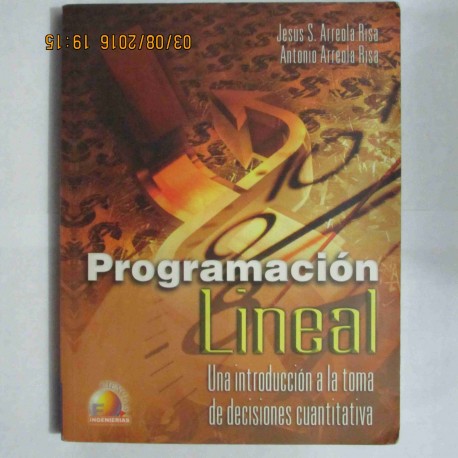 03/08/2016 19:15
Jesus S. Arreola Risa
Antonio Arreola Risa
Programación
Lineal
Una introducción a la toma
de decisiones cuantitativa
INGENIERIAS